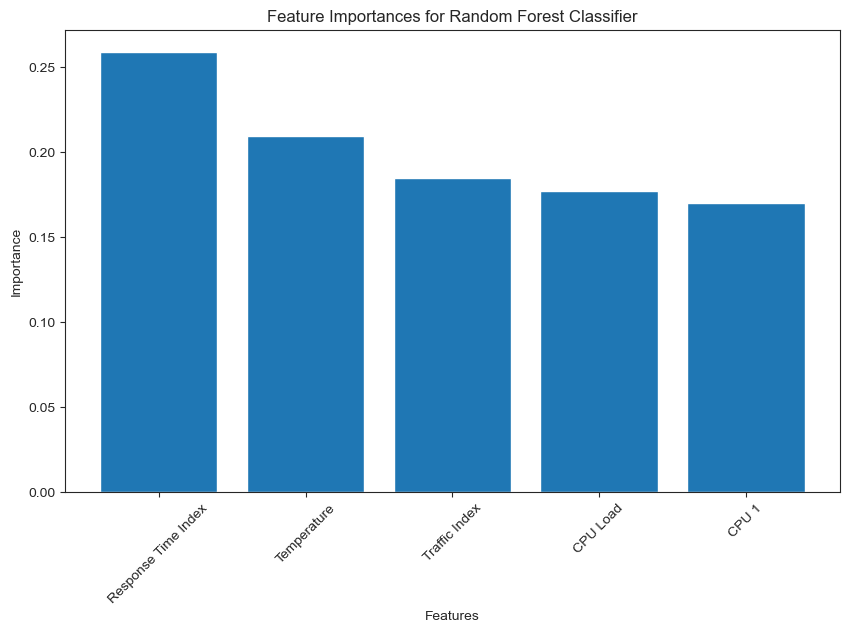 Feature Importances for Random Forest Classifier
Importance
0.25
0.20
0.15
0.10
0.05
0.00
Response Time Index
Temperature
Traffic Index
CPU Load
CPU 1
Features